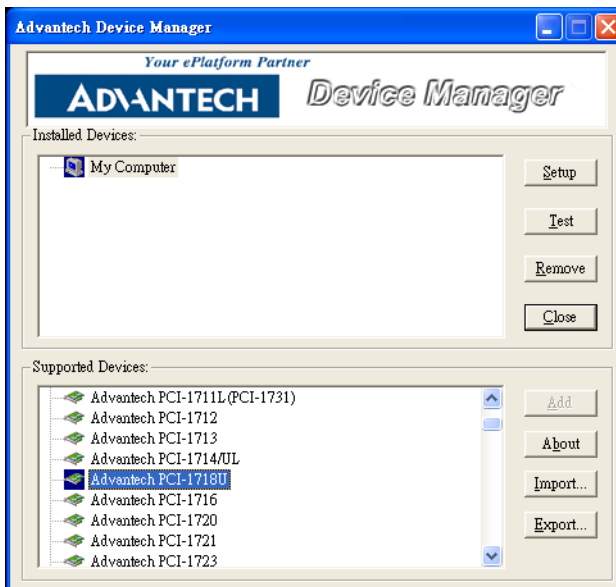 Advantech Device Manager
Your ePlatform Partner
ADVANTECH Device Manager
Installed Devices:
My Computer
Setup
Test
Remove
Close
Supported Devices:
Advantech PCI-1711L (PCI-1731)
Advantech PCI-1712
Advantech PCI-1713
Advantech PCI-1714/UL
Advantech PCI-1718U
Advantech PCI-1716
Advantech PCI-1720
Advantech PCI-1721
Advantech PCI-1723
Add
About
Import...
Export...